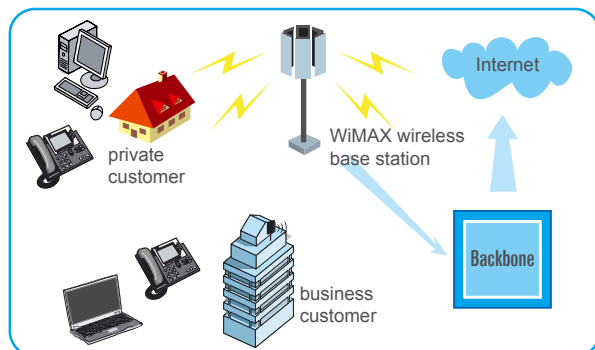 Internet
WiMAX wireless
base station
private
customer
Backbone
business
customer